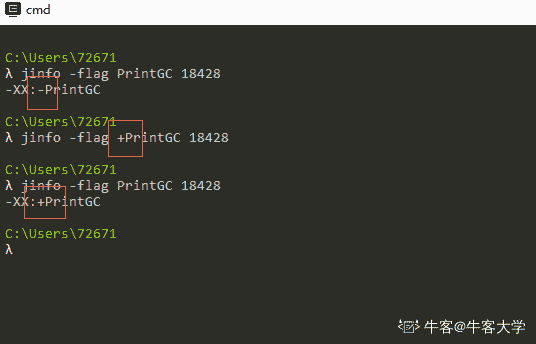 cmd
C:\Users\72671
λ jinfo -flag PrintGC 18428
-XX:-PrintGC
C:\Users\72671
λ jinfo -flag +PrintGC 18428
C:\Users\72671
λ jinfo -flag PrintGC 18428
-XX:+PrintGC
C:\Users\72671
λ
牛客@牛客大学